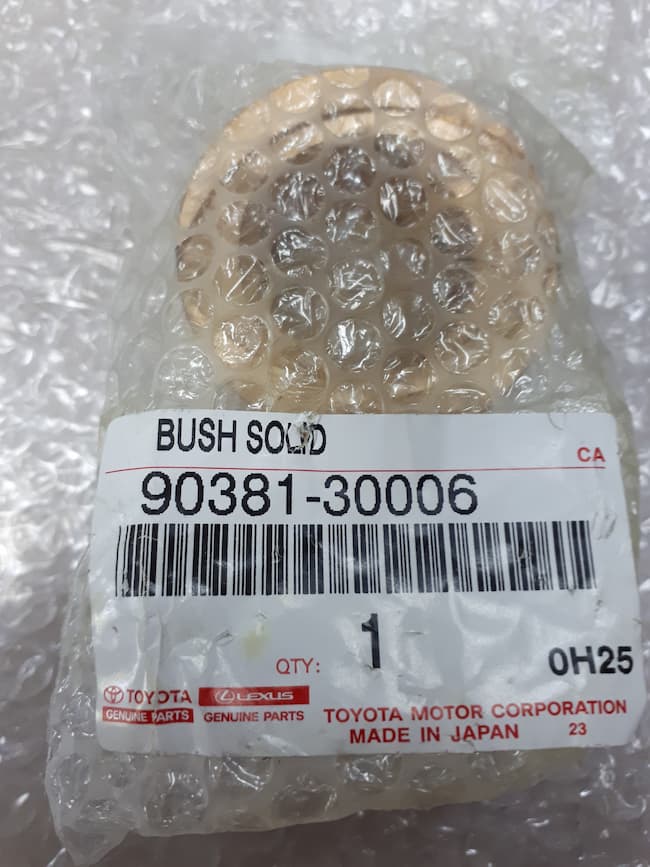 BUSH SOLID
CA
90381-30006
QTY: 1
0H25
TOYOTA LEXUS
GENUINE PARTS GENUINE PARTS
TOYOTA MOTOR CORPORATION
MADE IN JAPAN 23